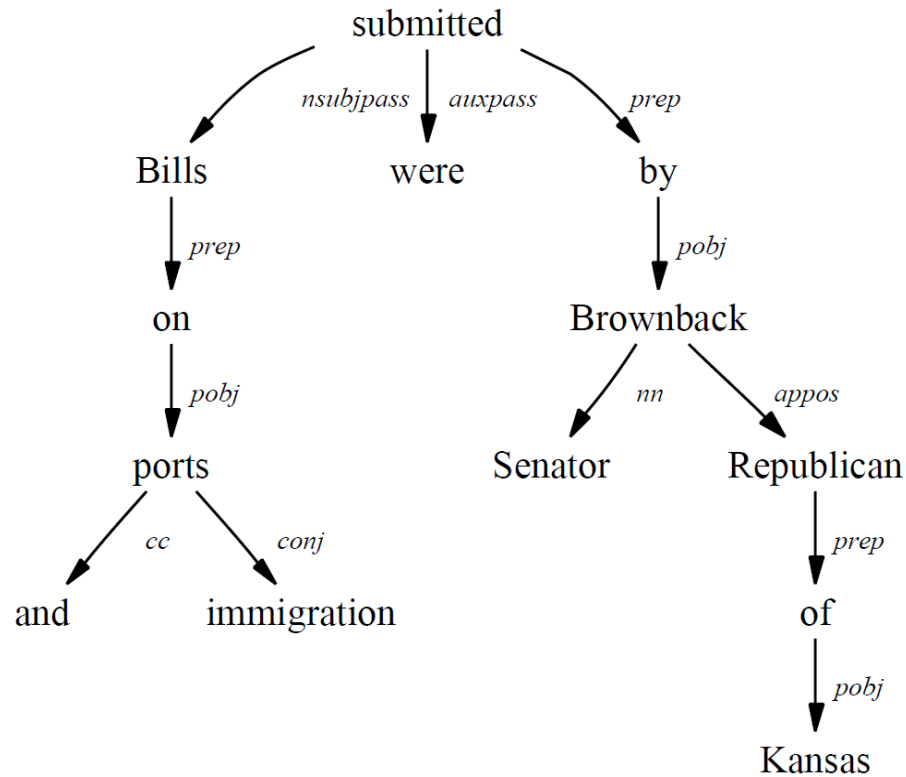 submitted
nsubjpass auxpass prep
Bills were by
prep pobj
on Brownback
pobj nn appos
ports Senator Republican
cc conj prep
and immigration of
pobj
Kansas